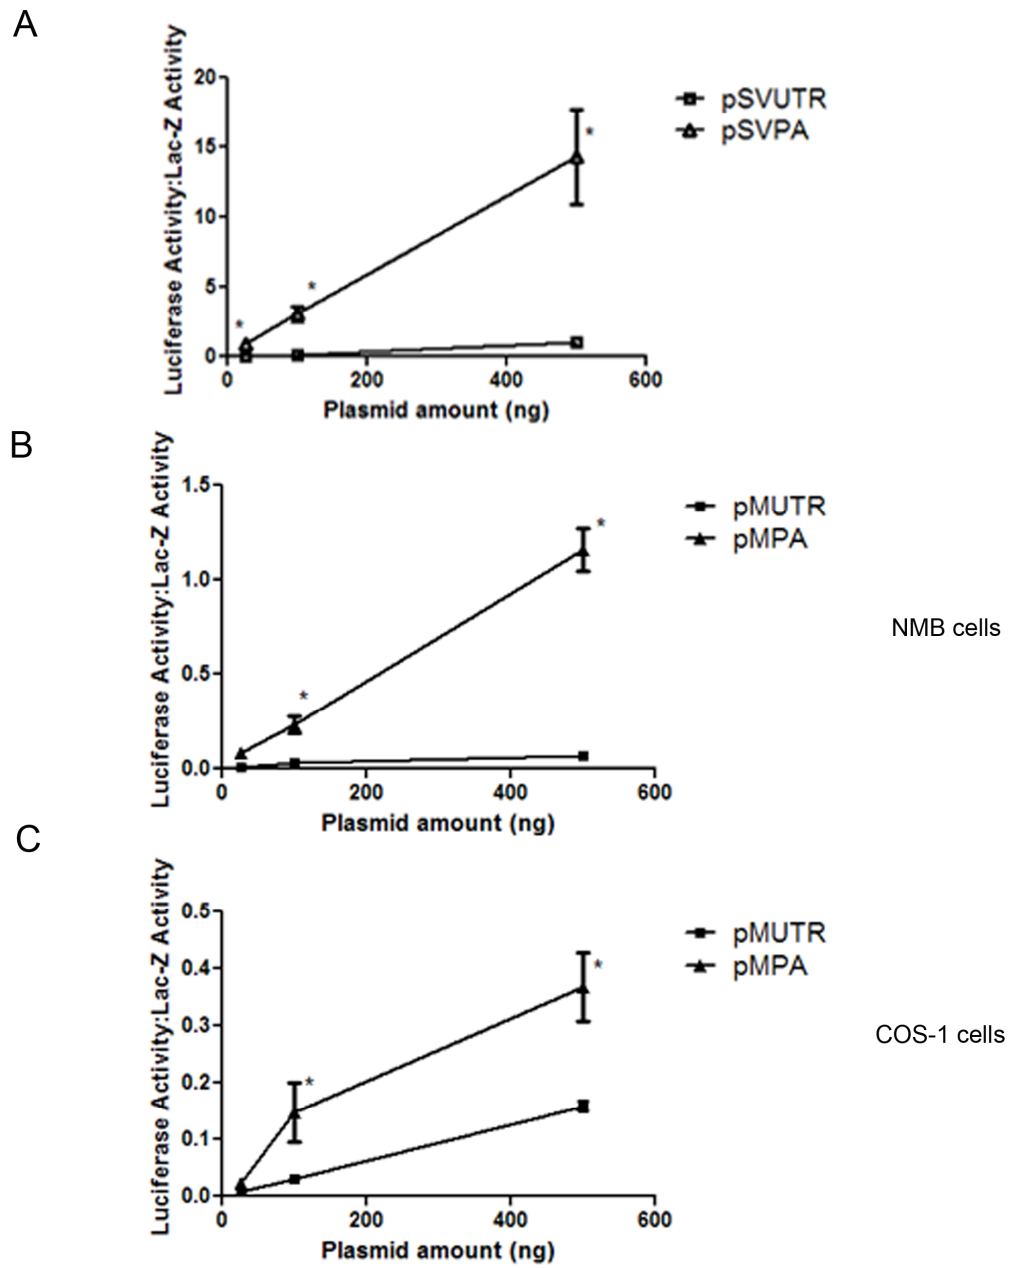 A
Luciferase Activity:Lac-Z Activity
20
15
10
5
0
*
*
*
0 200 400 600
Plasmid amount (ng)
pSVUTR
pSVPA
B
Luciferase Activity:Lac-Z Activity
1.5
1.0
0.5
0.0
*
*
0 200 400 600
Plasmid amount (ng)
pMUTR
pMPA
NMB cells
C
Luciferase Activity:Lac-Z Activity
0.5
0.4
0.3
0.2
0.1
0.0
*
*
0 200 400 600
Plasmid amount (ng)
pMUTR
pMPA
COS-1 cells